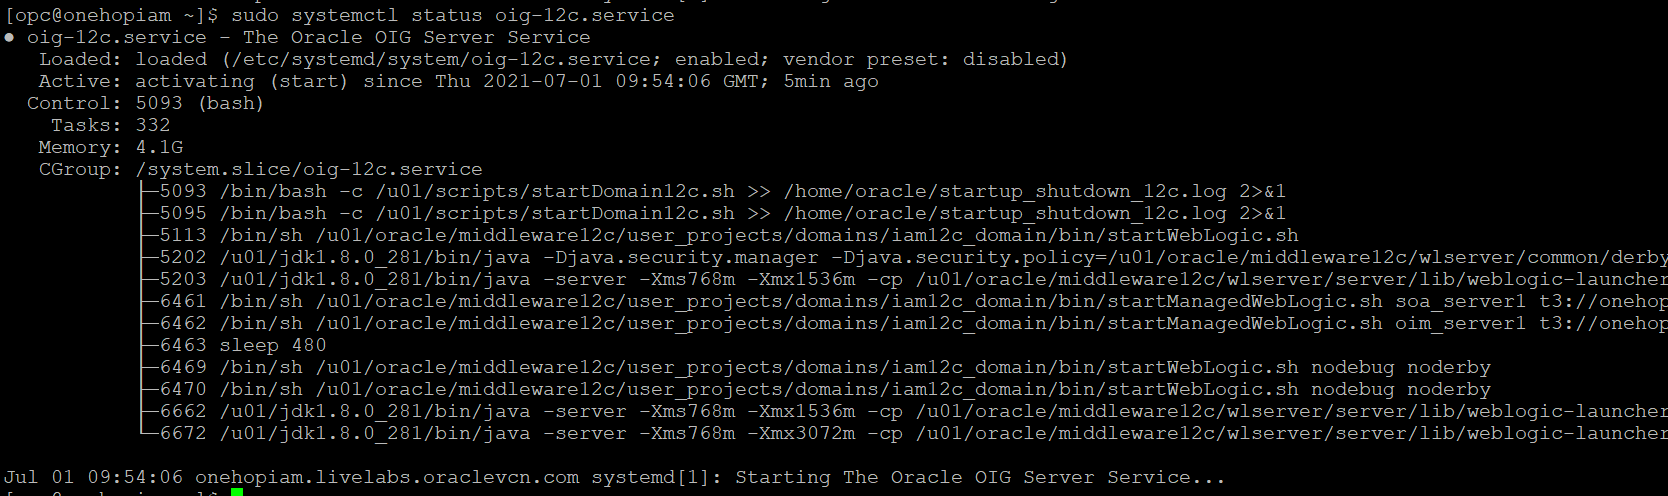 [opc@onehopiam ~]$ sudo systemctl status oig-12c.service
● oig-12c.service - The Oracle OIG Server Service
   Loaded: loaded (/etc/systemd/system/oig-12c.service; enabled; vendor preset: disabled)
   Active: activating (start) since Thu 2021-07-01 09:54:06 GMT; 5min ago
  Control: 5093 (bash)
    Tasks: 332
   Memory: 4.1G
   CGroup: /system.slice/oig-12c.service
           ├─5093 /bin/bash -c /u01/scripts/startDomain12c.sh >> /home/oracle/startup_shutdown_12c.log 2>&1
           ├─5095 /bin/bash -c /u01/scripts/startDomain12c.sh >> /home/oracle/startup_shutdown_12c.log 2>&1
           ├─5113 /bin/sh /u01/oracle/middleware12c/user_projects/domains/iam12c_domain/bin/startWebLogic.sh
           ├─5202 /u01/jdk1.8.0_281/bin/java -Djava.security.manager -Djava.security.policy=/u01/oracle/middleware12c/wlserver/common/derby
           ├─5203 /u01/jdk1.8.0_281/bin/java -server -Xms768m -Xmx1536m -cp /u01/oracle/middleware12c/wlserver/server/lib/weblogic-launcher
           ├─6461 /bin/sh /u01/oracle/middleware12c/user_projects/domains/iam12c_domain/bin/startManagedWebLogic.sh soa_server1 t3://onehop
           ├─6462 /bin/sh /u01/oracle/middleware12c/user_projects/domains/iam12c_domain/bin/startManagedWebLogic.sh oim_server1 t3://onehop
           ├─6463 sleep 480
           ├─6469 /bin/sh /u01/oracle/middleware12c/user_projects/domains/iam12c_domain/bin/startWebLogic.sh nodebug noderby
           ├─6470 /bin/sh /u01/oracle/middleware12c/user_projects/domains/iam12c_domain/bin/startWebLogic.sh nodebug noderby
           ├─6662 /u01/jdk1.8.0_281/bin/java -server -Xms768m -Xmx1536m -cp /u01/oracle/middleware12c/wlserver/server/lib/weblogic-launcher
           └─6672 /u01/jdk1.8.0_281/bin/java -server -Xms768m -Xmx3072m -cp /u01/oracle/middleware12c/wlserver/server/lib/weblogic-launcher
Jul 01 09:54:06 onehopiam.livelabs.oraclevcn.com systemd[1]: Starting The Oracle OIG Server Service...